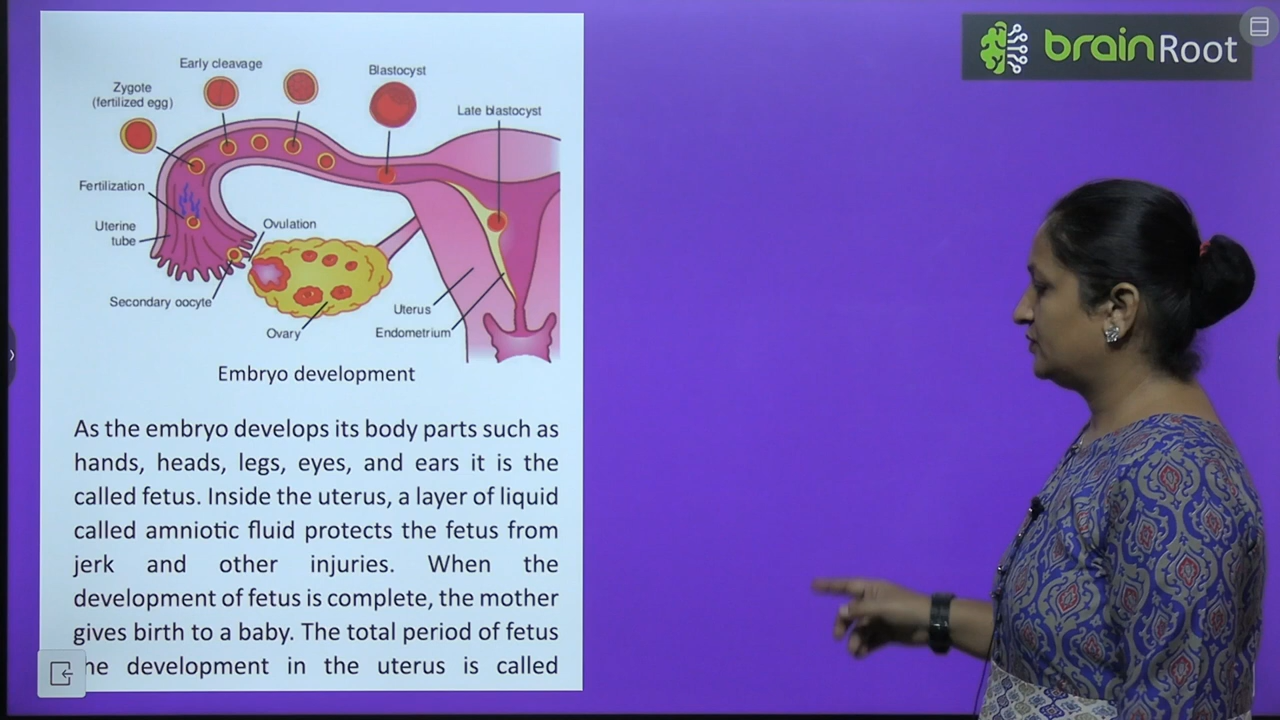 brainRoot
Early cleavage
Blastocyst
Zygote
(fertilized egg)
Late blastocyst
Fertilization
Uterine
tube
Ovulation
Secondary oocyte
Ovary
Uterus
Endometrium
Embryo development
As the embryo develops its body parts such as
hands, heads, legs, eyes, and ears it is the
called fetus. Inside the uterus, a layer of liquid
called amniotic fluid protects the fetus from
jerk and other injuries. When the
development of fetus is complete, the mother
gives birth to a baby. The total period of fetus
development in the uterus is called